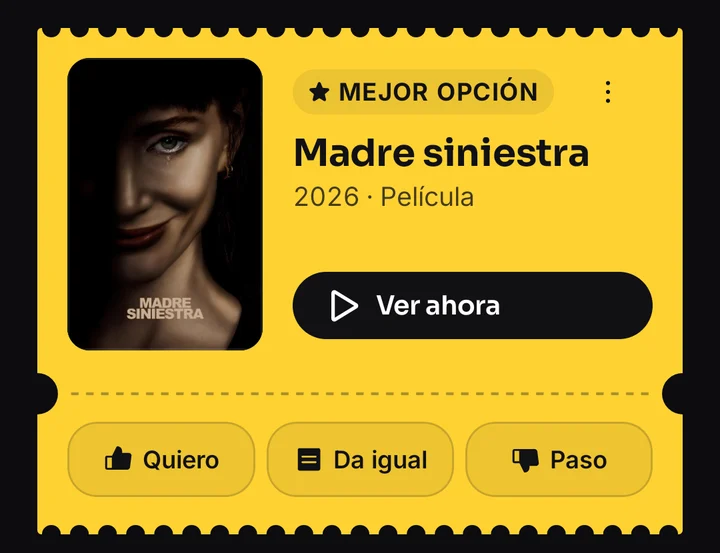 MEJOR OPCIÓN
Madre siniestra
2026 · Película
MADRE
SINIESTRA
Ver ahora
Quiero
Da igual
Paso